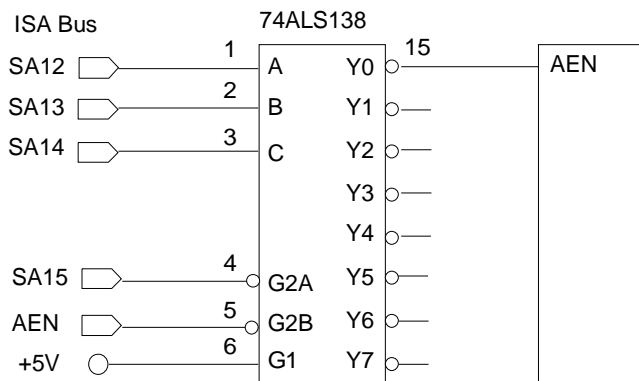 ISA Bus 74ALS138
SA12 1 A Y0 15 AEN
SA13 2 B Y1
SA14 3 C Y2
Y3
Y4
SA15 4 G2A Y5
AEN 5 G2B Y6
+5V 6 G1 Y7